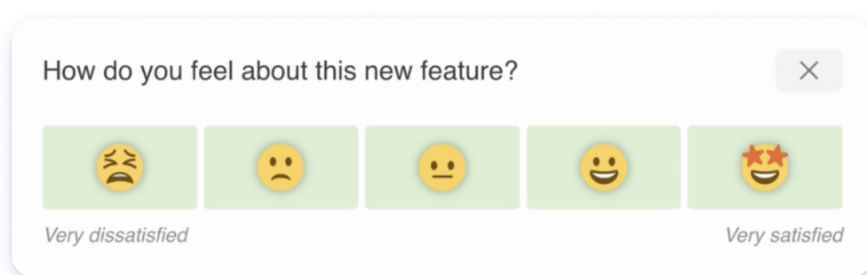 How do you feel about this new feature?
Very dissatisfied
Very satisfied